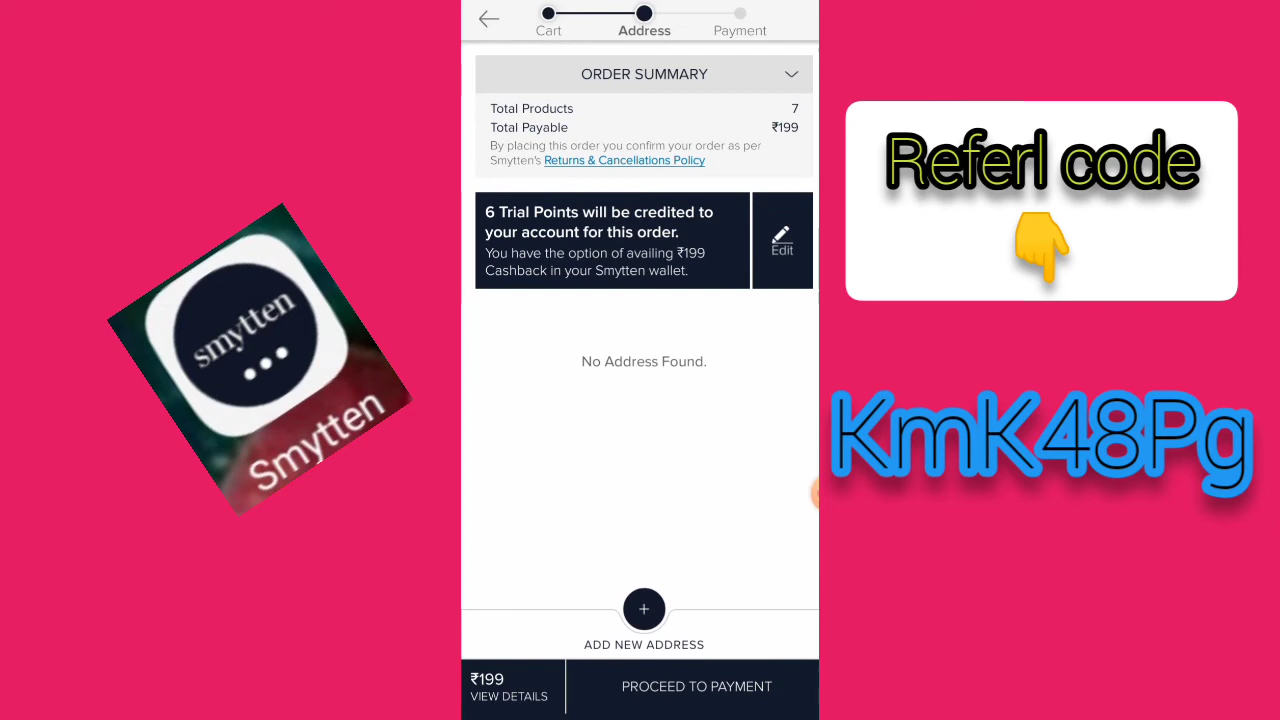 smytten
Smytten
Cart
Address
Payment
ORDER SUMMARY
Total Products 7
Total Payable ₹199
By placing this order you confirm your order as per
Smytten's Returns & Cancellations Policy
6 Trial Points will be credited to
your account for this order.
You have the option of availing ₹199
Cashback in your Smytten wallet.
Edit
No Address Found.
ADD NEW ADDRESS
₹199
VIEW DETAILS
PROCEED TO PAYMENT
Referl code
KmK48Pg